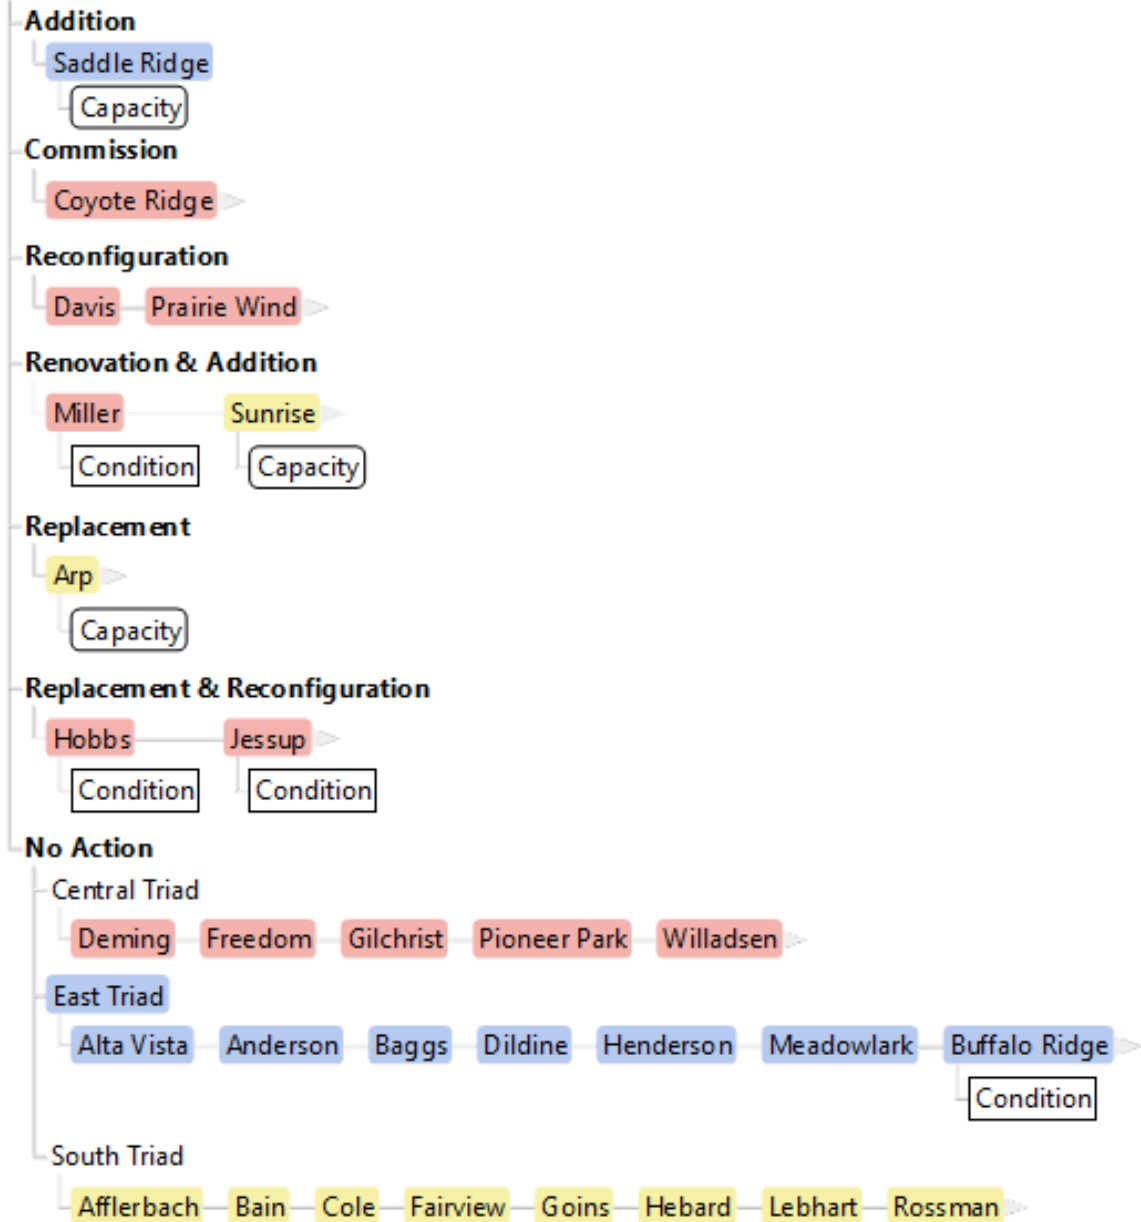 Addition
Saddle Ridge
Capacity
Commission
Coyote Ridge
Reconfiguration
Davis Prairie Wind
Renovation & Addition
Miller Sunrise
Condition Capacity
Replacement
Arp
Capacity
Replacement & Reconfiguration
Hobbs Jessup
Condition Condition
No Action
Central Triad
Deming Freedom Gilchrist Pioneer Park Willadsen
East Triad
Alta Vista Anderson Baggs Dildine Henderson Meadowlark Buffalo Ridge
Condition
South Triad
Afflerbach Bain Cole Fairview Goins Hebard Lebhart Rossman